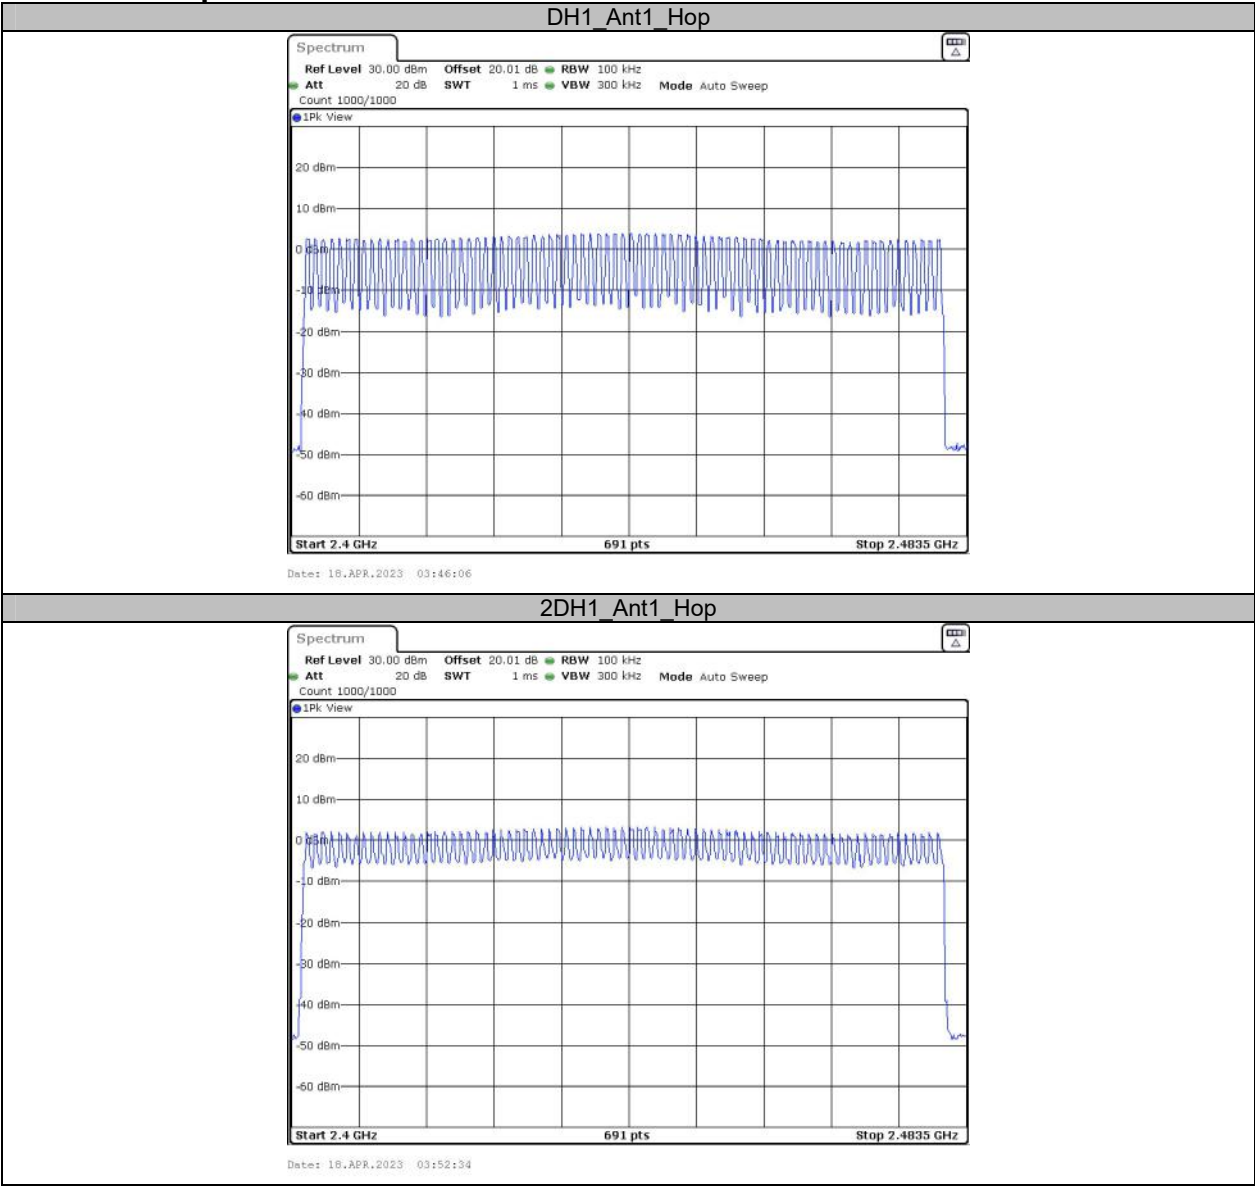 DH1_Ant1_Hop
Spectrum
Ref Level 30.00 dBm Offset 20.01 dB RBW 100 kHz
Att 20 dB SWT 1 ms VBW 300 kHz Mode Auto Sweep
Count 1000/1000
1Pk View
20 dBm
10 dBm
0 dBm
-10 dBm
-20 dBm
-30 dBm
-40 dBm
-50 dBm
-60 dBm
Start 2.4 GHz 691 pts Stop 2.4835 GHz
Date: 18.APR.2023 03:46:06
2DH1_Ant1_Hop
Spectrum
Ref Level 30.00 dBm Offset 20.01 dB RBW 100 kHz
Att 20 dB SWT 1 ms VBW 300 kHz Mode Auto Sweep
Count 1000/1000
1Pk View
20 dBm
10 dBm
0 dBm
-10 dBm
-20 dBm
-30 dBm
-40 dBm
-50 dBm
-60 dBm
Start 2.4 GHz 691 pts Stop 2.4835 GHz
Date: 18.APR.2023 03:52:34